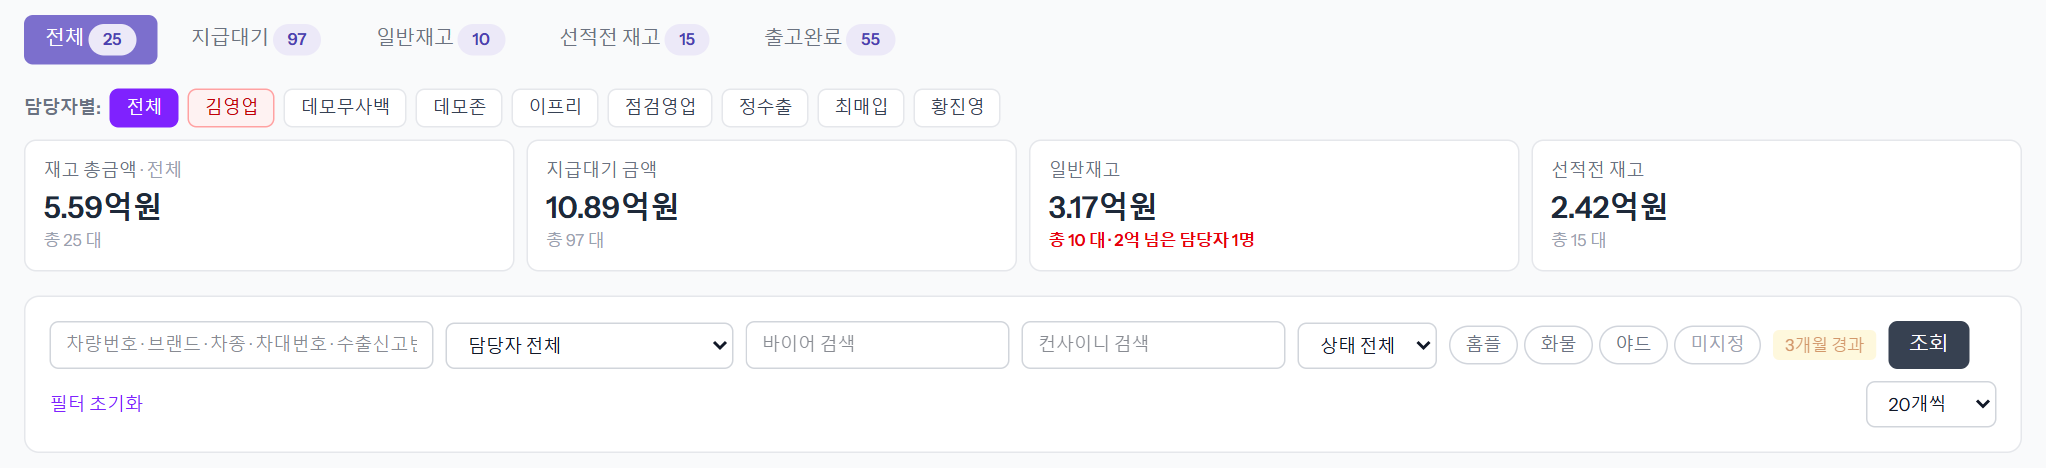 전체 25 지급대기 97 일반재고 10 선적전 재고 15 출고완료 55
담당자별: 전체 김영업 데모무사백 데모존 이프리 점검영업 정수출 최매입 황진영
재고 총금액 · 전체
5.59억원
총 25 대
지급대기 금액
10.89억원
총 97 대
일반재고
3.17억원
총 10 대 · 2억 넘은 담당자 1명
선적전 재고
2.42억원
총 15 대
차량번호·브랜드·차종·차대번호·수출신고 담당자 전체 바이어 검색 컨사이니 검색 상태 전체 홈플 화물 야드 미지정 3개월 경과 조회
필터 초기화 20개씩